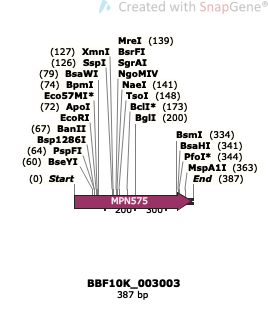 Created with SnapGene®
MreI (139)
(127) XmnI BsrFI
(126) SspI SgrAI
(79) BsaWI NgoMIV
(74) BpmI NaeI (141)
Eco57MI* TsoI (148)
(72) ApoI BclI* (173)
EcoRI BglI (200)
(67) BanII BsmI (334)
Bsp1286I BsaHI (341)
(64) PspFI PfoI* (344)
(60) BseYI MspA1I (363)
(0) Start End (387)
MPN575
200 300
BBF10K_003003
387 bp